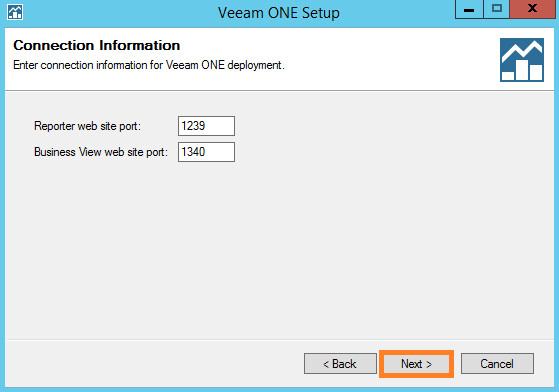 Veeam ONE Setup
Connection Information
Enter connection information for Veeam ONE deployment.
Reporter web site port: 1239
Business View web site port: 1340
< Back Next > Cancel